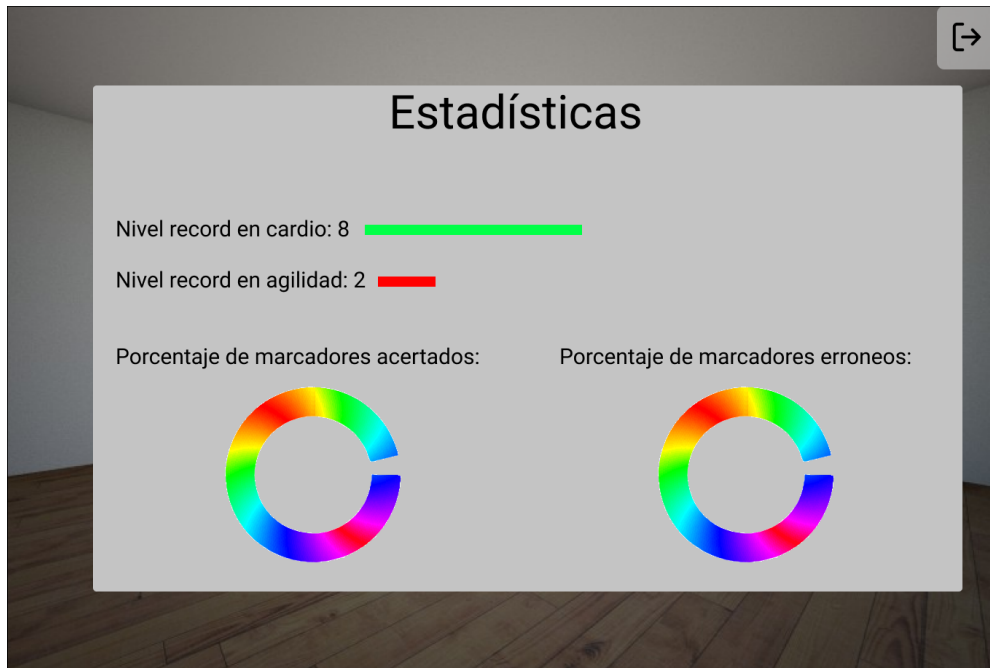 Estadísticas
Nivel record en cardio: 8
Nivel record en agilidad: 2
Porcentaje de marcadores acertados: Porcentaje de marcadores erroneos: